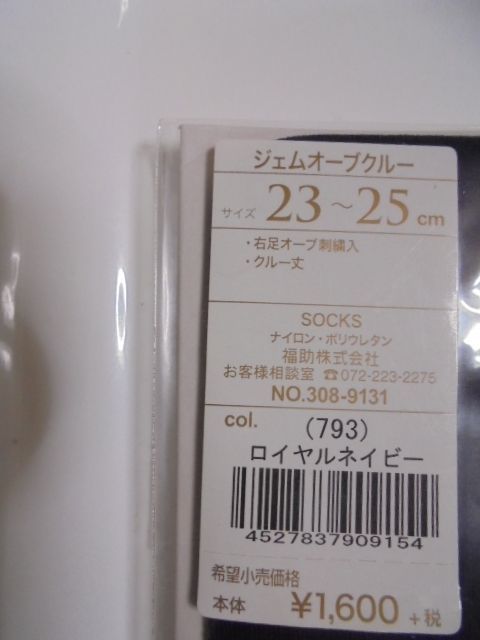 ジェムオーブクルー
サイズ 23～25cm
・右足オーブ刺繍入
・クルー丈
SOCKS
ナイロン・ポリウレタン
福助株式会社
お客様相談室 ☎072-223-2275
NO.308-9131
col. (793)
ロイヤルネイビー
4527837909154
希望小売価格
本体 ¥1,600 +税